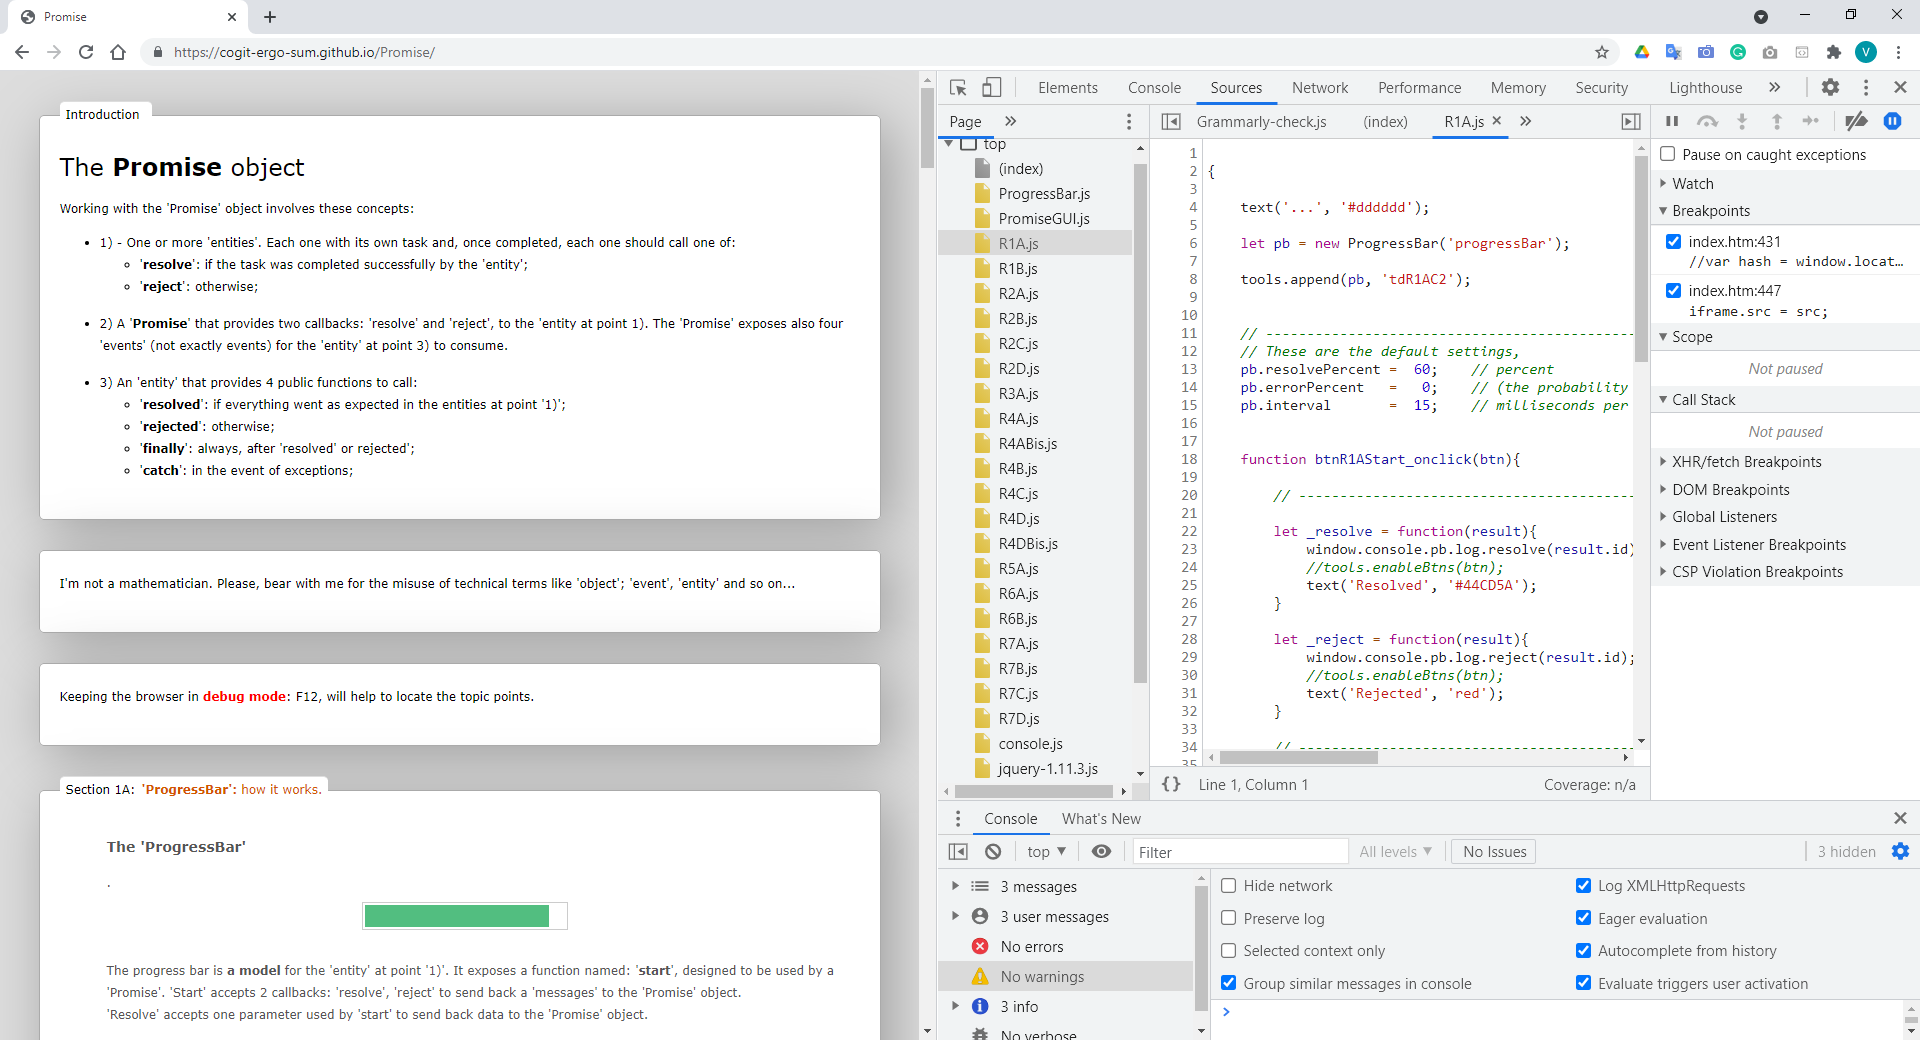 Promise
https://cogit-ergo-sum.github.io/Promise/
V
Introduction
The Promise object
Working with the 'Promise' object involves these concepts:
1) - One or more 'entities'. Each one with its own task and, once completed, each one should call one of:
'resolve': if the task was completed successfully by the 'entity';
'reject': otherwise;
2) A 'Promise' that provides two callbacks: 'resolve' and 'reject', to the 'entity at point 1). The 'Promise' exposes also four
'events' (not exactly events) for the 'entity' at point 3) to consume.
3) An 'entity' that provides 4 public functions to call:
'resolved': if everything went as expected in the entities at point '1)';
'rejected': otherwise;
'finally': always, after 'resolved' or rejected';
'catch': in the event of exceptions;
I'm not a mathematician. Please, bear with me for the misuse of technical terms like 'object'; 'event', 'entity' and so on...
Keeping the browser in debug mode: F12, will help to locate the topic points.
Section 1A: 'ProgressBar': how it works.
The 'ProgressBar'
.
The progress bar is a model for the 'entity' at point '1)'. It exposes a function named: 'start', designed to be used by a
'Promise'. 'Start' accepts 2 callbacks: 'resolve', 'reject' to send back a 'messages' to the 'Promise' object.
'Resolve' accepts one parameter used by 'start' to send back data to the 'Promise' object.
Elements Console Sources Network Performance Memory Security Lighthouse »
Page »
top
(index)
ProgressBar.js
PromiseGUI.js
R1A.js
R1B.js
R2A.js
R2B.js
R2C.js
R2D.js
R3A.js
R4A.js
R4ABis.js
R4B.js
R4C.js
R4D.js
R4DBis.js
R5A.js
R6A.js
R6B.js
R7A.js
R7B.js
R7C.js
R7D.js
console.js
jquery-1.11.3.js
Grammarly-check.js (index) R1A.js × »
1
2 {
3
4 text('...', '#dddddd');
5
6 let pb = new ProgressBar('progressBar');
7
8 tools.append(pb, 'tdR1AC2');
9
10
11 // ---------------------------------------------
12 // These are the default settings,
13 pb.resolvePercent = 60; // percent
14 pb.errorPercent = 0; // (the probability
15 pb.interval = 15; // milliseconds per
16
17
18 function btnR1AStart_onclick(btn){
19
20 // -----------------------------------------
21
22 let _resolve = function(result){
23 window.console.pb.log.resolve(result.id)
24 //tools.enableBtns(btn);
25 text('Resolved', '#44CD5A');
26 }
27
28 let _reject = function(result){
29 window.console.pb.log.reject(result.id);
30 //tools.enableBtns(btn);
31 text('Rejected', 'red');
32 }
33
34 // -----------------------------------------
35
{} Line 1, Column 1 Coverage: n/a
Pause on caught exceptions
Watch
Breakpoints
index.htm:431
//var hash = window.locat…
index.htm:447
iframe.src = src;
Scope
Not paused
Call Stack
Not paused
XHR/fetch Breakpoints
DOM Breakpoints
Global Listeners
Event Listener Breakpoints
CSP Violation Breakpoints
Console What's New
top Filter All levels No Issues 3 hidden
3 messages
3 user messages
No errors
No warnings
3 info
No verbose
Hide network
Preserve log
Selected context only
Group similar messages in console
Log XMLHttpRequests
Eager evaluation
Autocomplete from history
Evaluate triggers user activation